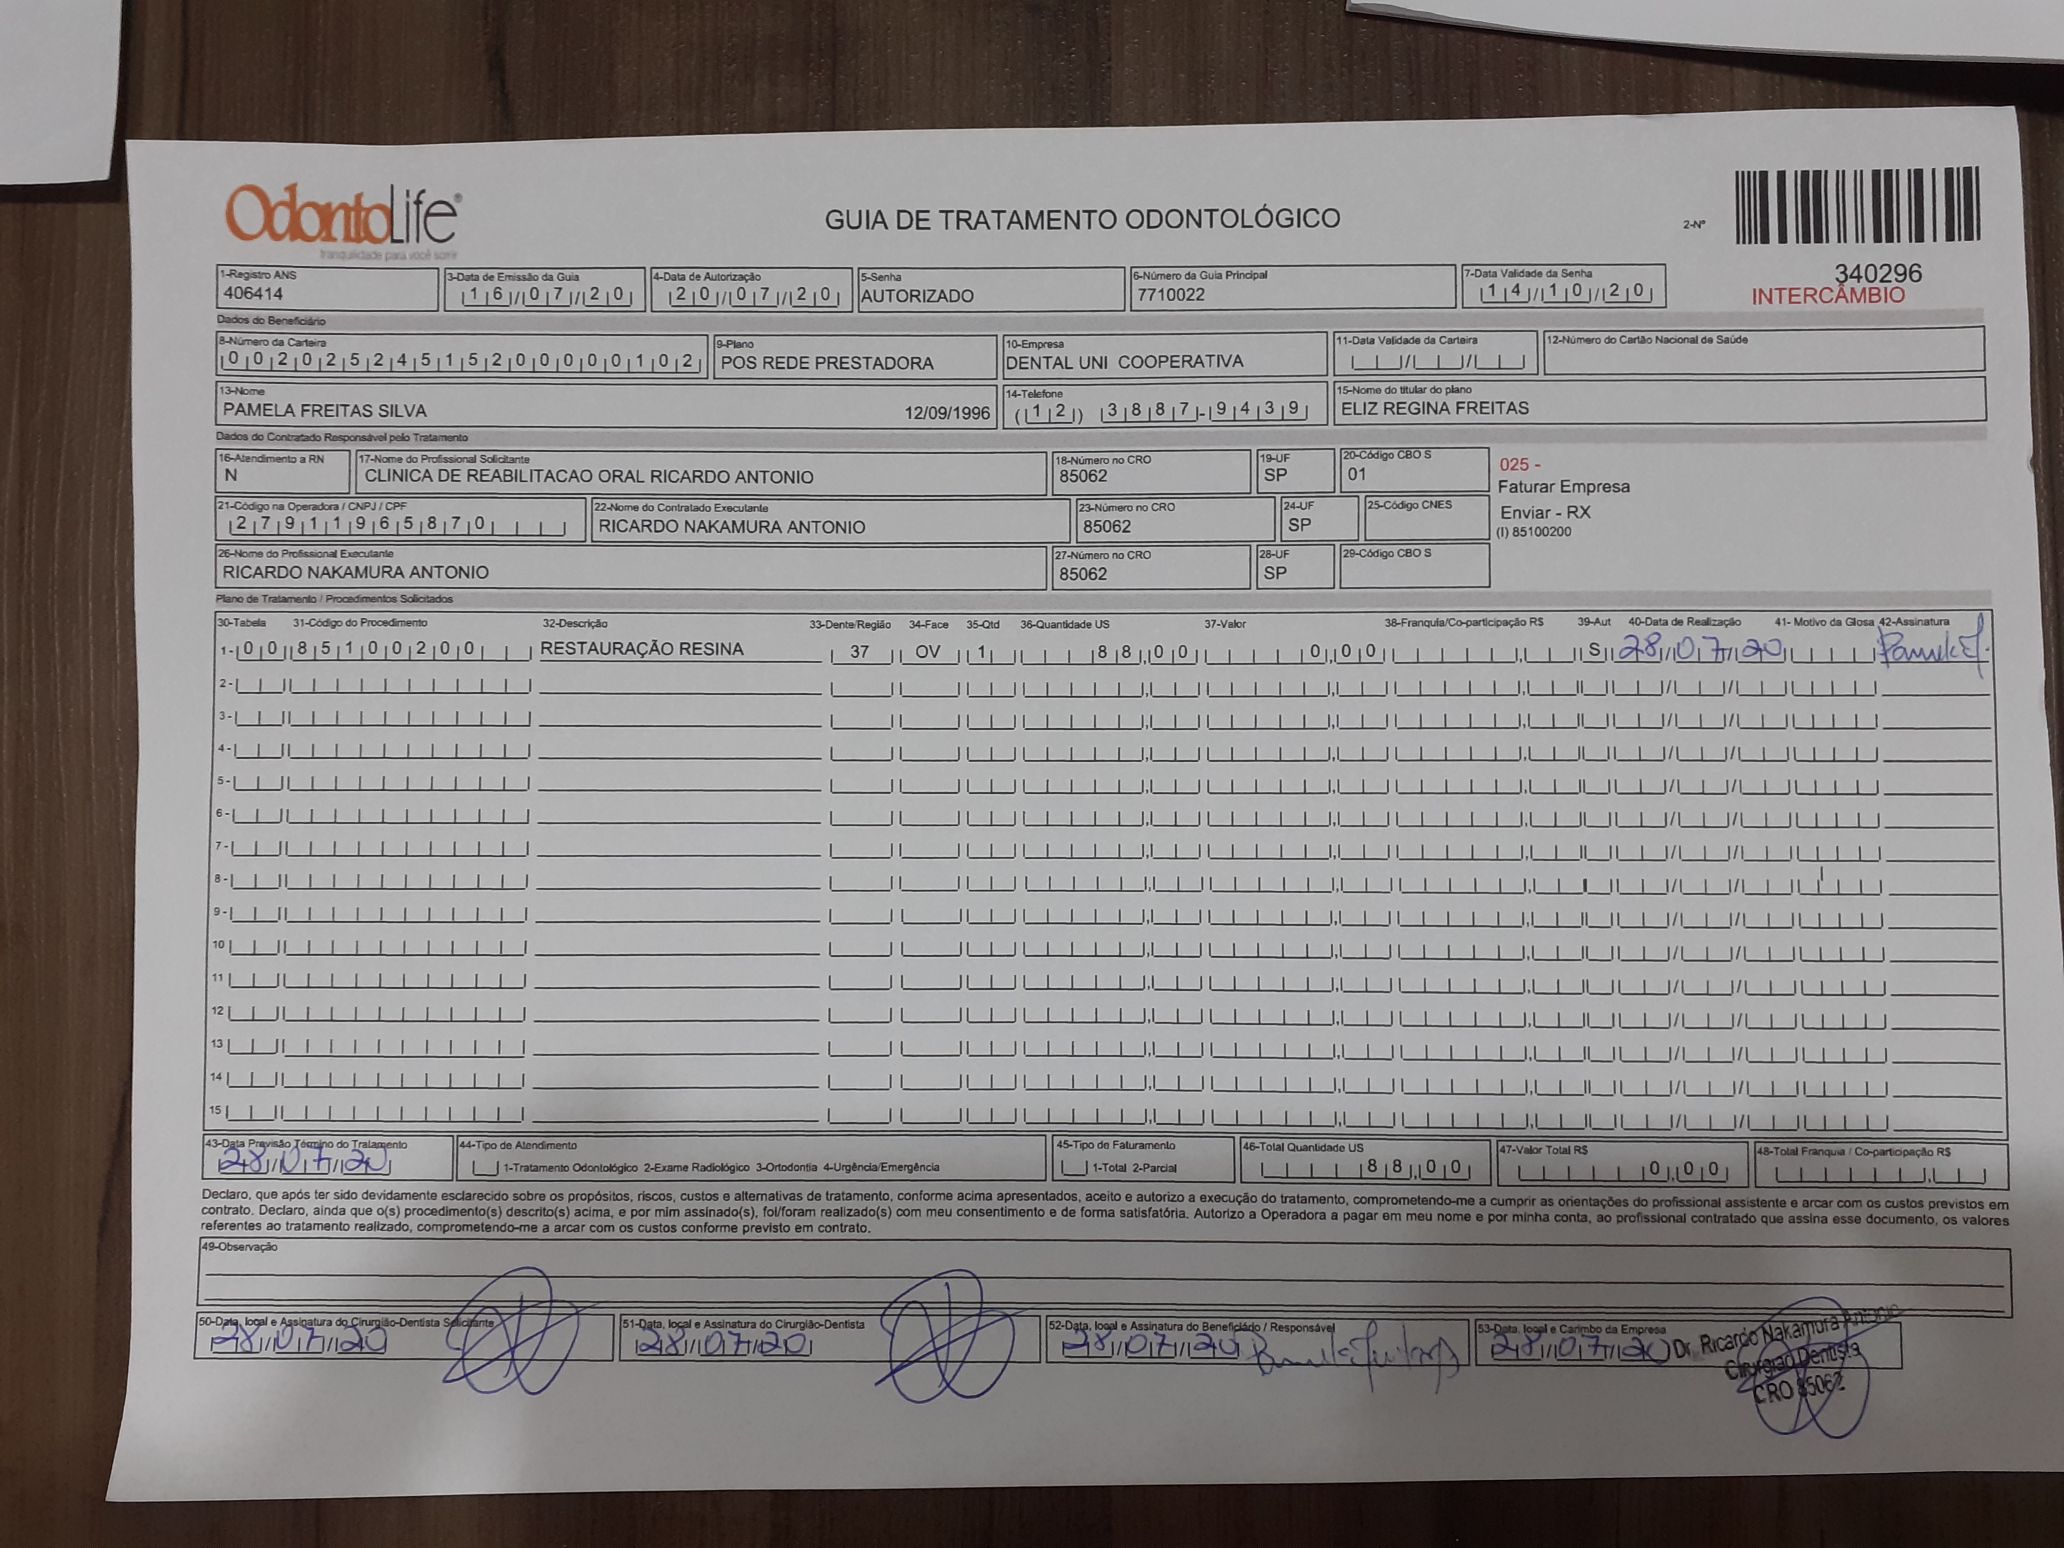 OdontoLife®
tranquilidade para você sorrir
GUIA DE TRATAMENTO ODONTOLÓGICO
2-Nº
340296
INTERCÂMBIO
1-Registro ANS
406414
3-Data de Emissão da Guia
16/07/20
4-Data de Autorização
20/07/20
5-Senha
AUTORIZADO
6-Número da Guia Principal
7710022
7-Data Validade da Senha
14/10/20
Dados do Beneficiário
8-Número da Carteira
00202524515200000102
9-Plano
POS REDE PRESTADORA
10-Empresa
DENTAL UNI COOPERATIVA
11-Data Validade da Carteira
12-Número do Cartão Nacional de Saúde
13-Nome
PAMELA FREITAS SILVA 12/09/1996
14-Telefone
(12) 3887-9439
15-Nome do titular do plano
ELIZ REGINA FREITAS
Dados do Contratado Responsável pelo Tratamento
16-Atendimento a RN
N
17-Nome do Profissional Solicitante
CLINICA DE REABILITACAO ORAL RICARDO ANTONIO
18-Número no CRO
85062
19-UF
SP
20-Código CBO S
01
025 -
Faturar Empresa
Enviar - RX
(I) 85100200
21-Código na Operadora / CNPJ / CPF
27911965870
22-Nome do Contratado Executante
RICARDO NAKAMURA ANTONIO
23-Número no CRO
85062
24-UF
SP
25-Código CNES
26-Nome do Profissional Executante
RICARDO NAKAMURA ANTONIO
27-Número no CRO
85062
28-UF
SP
29-Código CBO S
Plano de Tratamento / Procedimentos Solicitados
30-Tabela 31-Código do Procedimento 32-Descrição 33-Dente/Região 34-Face 35-Qtd 36-Quantidade US 37-Valor 38-Franquia/Co-participação R$ 39-Aut 40-Data de Realização 41- Motivo da Glosa 42-Assinatura
1- 00 85100200 RESTAURAÇÃO RESINA 37 OV 1 88,00 0,00 S 28/07/20
2-
3-
4-
5-
6-
7-
8-
9-
10
11
12
13
14
15
43-Data Previsão Término do Tratamento
28/07/20
44-Tipo de Atendimento
1-Tratamento Odontológico 2-Exame Radiológico 3-Ortodontia 4-Urgência/Emergência
45-Tipo de Faturamento
1-Total 2-Parcial
46-Total Quantidade US
88,00
47-Valor Total R$
0,00
48-Total Franquia / Co-participação R$
Declaro, que após ter sido devidamente esclarecido sobre os propósitos, riscos, custos e alternativas de tratamento, conforme acima apresentados, aceito e autorizo a execução do tratamento, comprometendo-me a cumprir as orientações do profissional assistente e arcar com os custos previstos em
contrato. Declaro, ainda que o(s) procedimento(s) descrito(s) acima, e por mim assinado(s), foi/foram realizado(s) com meu consentimento e de forma satisfatória. Autorizo a Operadora a pagar em meu nome e por minha conta, ao profissional contratado que assina esse documento, os valores
referentes ao tratamento realizado, comprometendo-me a arcar com os custos conforme previsto em contrato.
49-Observação
50-Data, local e Assinatura do Cirurgião-Dentista Solicitante
28/07/20
51-Data, local e Assinatura do Cirurgião-Dentista
28/07/20
52-Data, local e Assinatura do Beneficiário / Responsável
28/07/20
53-Data, local e Carimbo da Empresa
28/07/20
Dr. Ricardo Nakamura Antonio
Cirurgião Dentista
CRO 85062